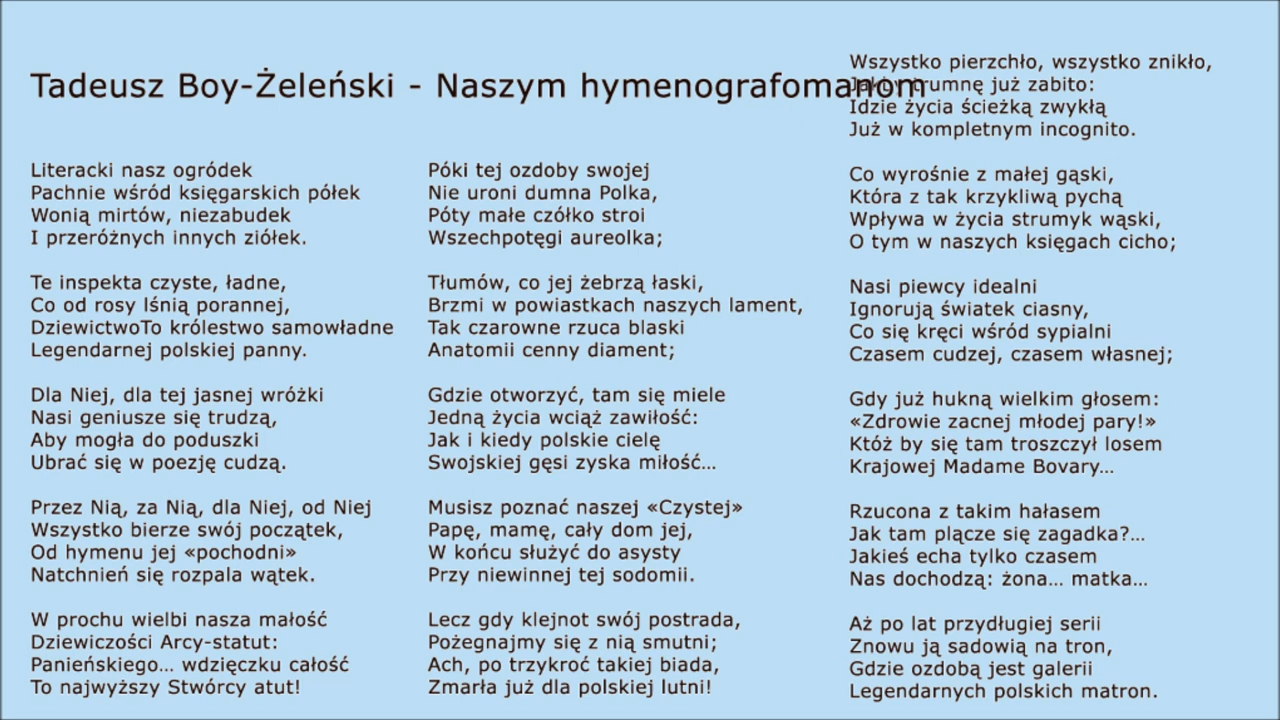 Tadeusz Boy-Żeleński - Naszym hymenografomanom
Literacki nasz ogródek
Pachnie wśród księgarskich półek
Wonią mirtów, niezabudek
I przeróżnych innych ziółek.
Te inspekta czyste, ładne,
Co od rosy lśnią porannej,
DziewictwoTo królestwo samowładne
Legendarnej polskiej panny.
Dla Niej, dla tej jasnej wróżki
Nasi geniusze się trudzą,
Aby mogła do poduszki
Ubrać się w poezję cudzą.
Przez Nią, za Nią, dla Niej, od Niej
Wszystko bierze swój początek,
Od hymenu jej «pochodni»
Natchnień się rozpala wątek.
W prochu wielbi nasza małość
Dziewiczości Arcy-statut:
Panieńskiego… wdzięczku całość
To najwyższy Stwórcy atut!
Póki tej ozdoby swojej
Nie uroni dumna Polka,
Póty małe czółko stroi
Wszechpotęgi aureolka;
Tłumów, co jej żebrzą łaski,
Brzmi w powiastkach naszych lament,
Tak czarowne rzuca blaski
Anatomii cenny diament;
Gdzie otworzyć, tam się miele
Jedną życia wciąż zawiłość:
Jak i kiedy polskie cielę
Swojskiej gęsi zyska miłość…
Musisz poznać naszej «Czystej»
Papę, mamę, cały dom jej,
W końcu służyć do asysty
Przy niewinnej tej sodomii.
Lecz gdy klejnot swój postrada,
Pożegnajmy się z nią smutni;
Ach, po trzykroć takiej biada,
Zmarła już dla polskiej lutni!
Wszystko pierzchło, wszystko znikło,
trumnę już zabito:
Idzie życia ścieżką zwykłą
Już w kompletnym incognito.
Co wyrośnie z małej gąski,
Która z tak krzykliwą pychą
Wpływa w życia strumyk wąski,
O tym w naszych księgach cicho;
Nasi piewcy idealni
Ignorują światek ciasny,
Co się kręci wśród sypialni
Czasem cudzej, czasem własnej;
Gdy już hukną wielkim głosem:
«Zdrowie zacnej młodej pary!»
Któż by się tam troszczył losem
Krajowej Madame Bovary…
Rzucona z takim hałasem
Jak tam plącze się zagadka?…
Jakieś echa tylko czasem
Nas dochodzą: żona… matka…
Aż po lat przydługiej serii
Znowu ją sadowią na tron,
Gdzie ozdobą jest galerii
Legendarnych polskich matron.